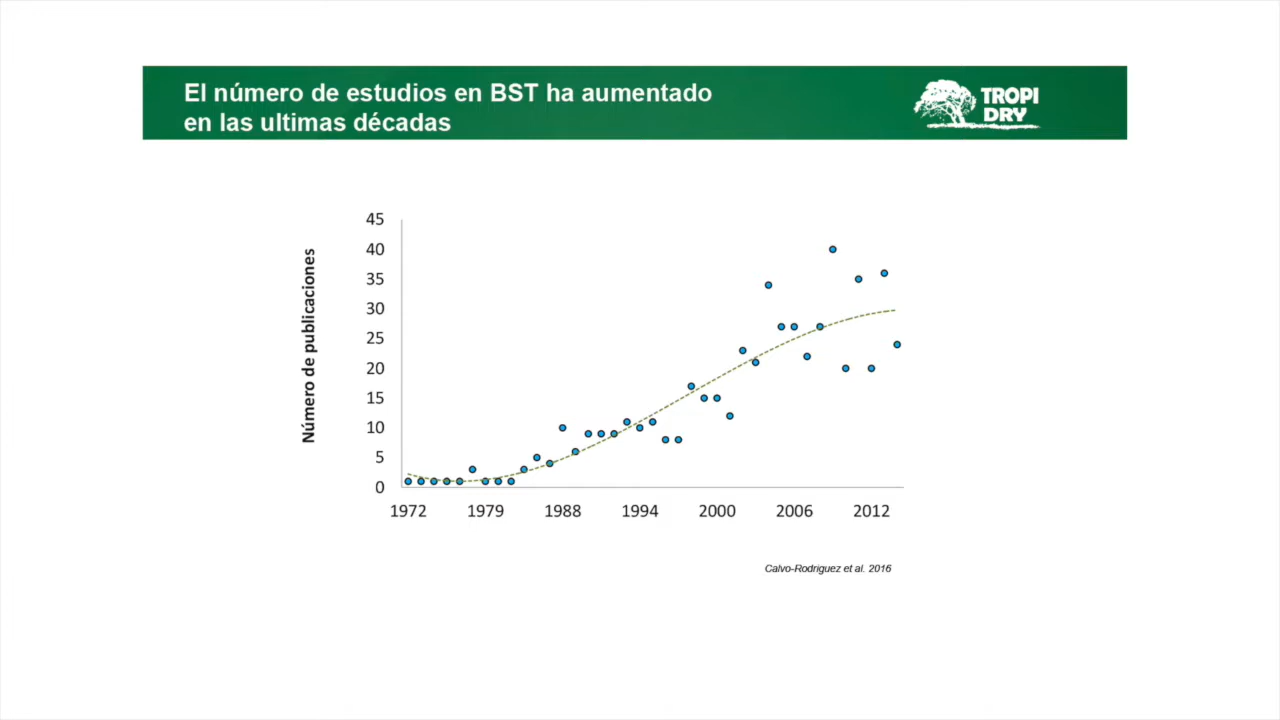 El número de estudios en BST ha aumentado
en las ultimas décadas
TROPI
DRY
Número de publicaciones
45
40
35
30
25
20
15
10
5
0
1972 1979 1988 1994 2000 2006 2012
Calvo-Rodriguez et al. 2016